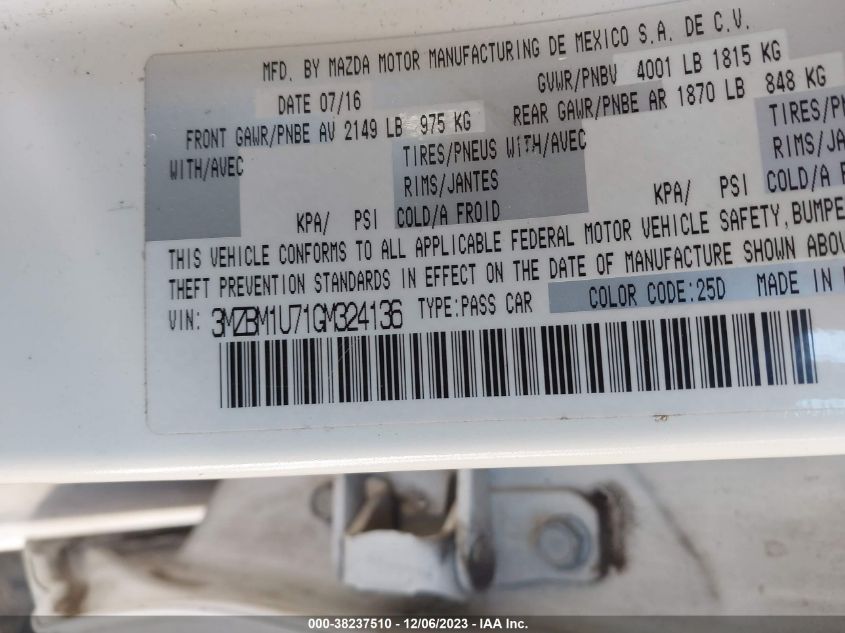 MFD. BY MAZDA MOTOR MANUFACTURING DE MEXICO S.A. DE C.V.
DATE 07/16 GVWR/PNBV 4001 LB 1815 KG
FRONT GAWR/PNBE AV 2149 LB 975 KG REAR GAWR/PNBE AR 1870 LB 848 KG
WITH/AVEC TIRES/PNEUS WITH/AVEC TIRES/PN
RIMS/JANTES RIMS/JA
KPA/ PSI COLD/A FROID KPA/ PSI COLD/A FROI
THIS VEHICLE CONFORMS TO ALL APPLICABLE FEDERAL MOTOR VEHICLE SAFETY, BUMPE
THEFT PREVENTION STANDARDS IN EFFECT ON THE DATE OF MANUFACTURE SHOWN ABOV
VIN: 3MZBM1U71GM324136 TYPE:PASS CAR COLOR CODE:25D MADE IN
000-38237510 - 12/06/2023 - IAA Inc.